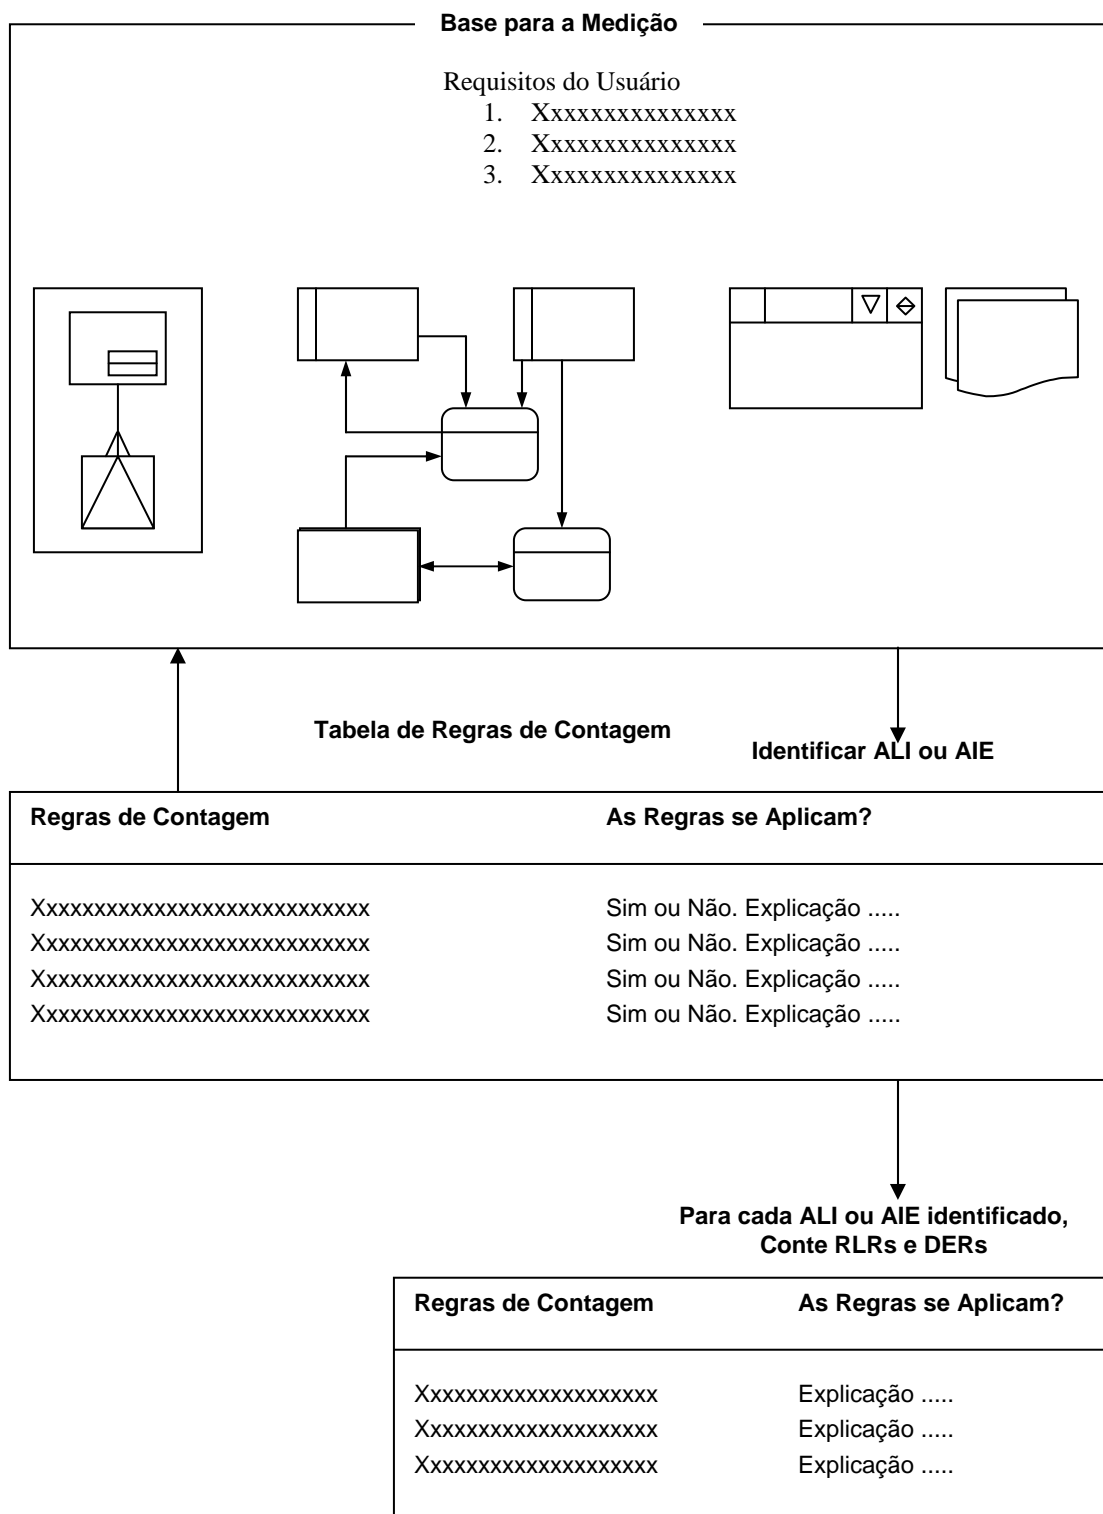 Base para a Medição
Requisitos do Usuário
1. Xxxxxxxxxxxxxxx
2. Xxxxxxxxxxxxxxx
3. Xxxxxxxxxxxxxxx
Tabela de Regras de Contagem
Identificar ALI ou AIE
Regras de Contagem As Regras se Aplicam?
Xxxxxxxxxxxxxxxxxxxxxxxxxxxx Sim ou Não. Explicação .....
Xxxxxxxxxxxxxxxxxxxxxxxxxxxx Sim ou Não. Explicação .....
Xxxxxxxxxxxxxxxxxxxxxxxxxxxx Sim ou Não. Explicação .....
Xxxxxxxxxxxxxxxxxxxxxxxxxxxx Sim ou Não. Explicação .....
Para cada ALI ou AIE identificado,
Conte RLRs e DERs
Regras de Contagem As Regras se Aplicam?
Xxxxxxxxxxxxxxxxxxxx Explicação .....
Xxxxxxxxxxxxxxxxxxxx Explicação .....
Xxxxxxxxxxxxxxxxxxxx Explicação .....